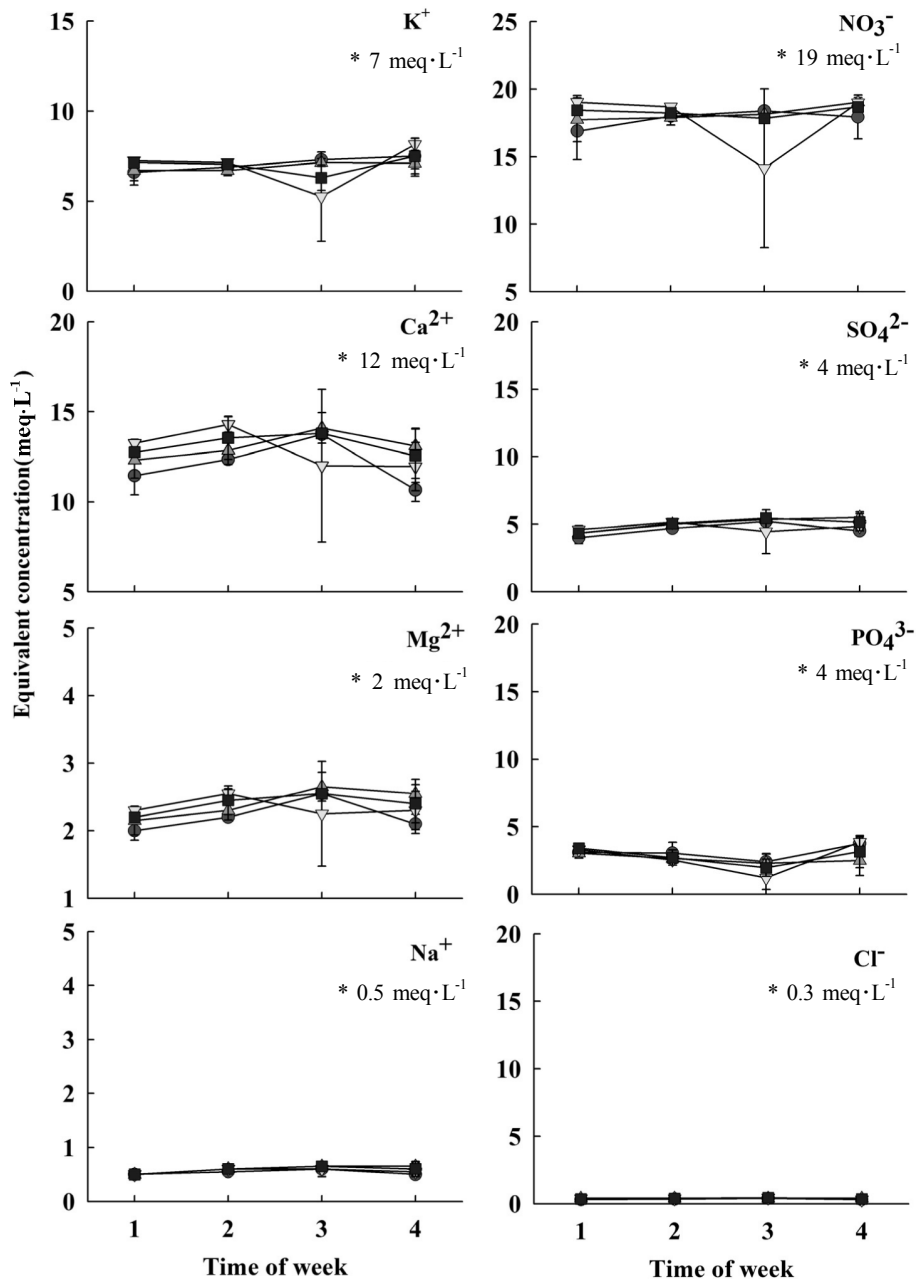 Equivalent concentration(meq·L⁻¹)
K⁺
* 7 meq·L⁻¹
15
10
5
0
1
2
3
4
NO₃⁻
* 19 meq·L⁻¹
25
20
15
10
5
Ca²⁺
* 12 meq·L⁻¹
20
15
10
5
SO₄²⁻
* 4 meq·L⁻¹
20
15
10
5
0
Mg²⁺
* 2 meq·L⁻¹
5
4
3
2
1
PO₄³⁻
* 4 meq·L⁻¹
20
15
10
5
0
Na⁺
* 0.5 meq·L⁻¹
5
4
3
2
1
0
1 2 3 4
Time of week
Cl⁻
* 0.3 meq·L⁻¹
20
15
10
5
0
1 2 3 4
Time of week